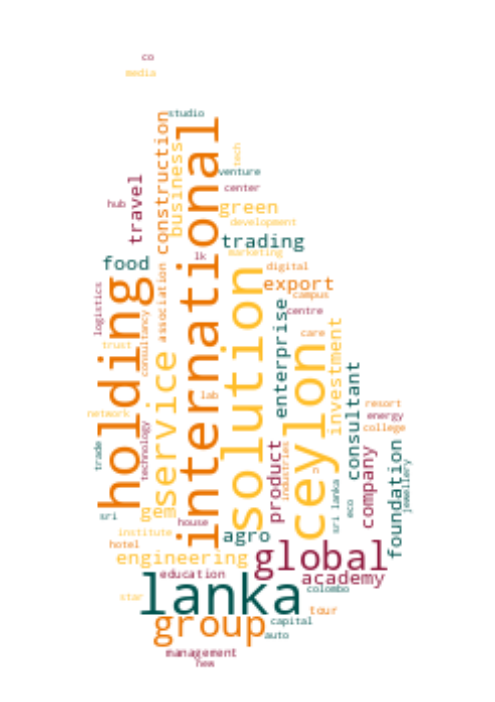 co
media
studio
construction
international
business
tech
venture
travel
center
hub
green
development
trading
marketing
lk
food
digital
association
solution
export
holding
campus
logistics
consultancy
enterprise
centre
care
ceylon
investment
trust
service
consultant
lab
resort
network
energy
college
technology
trade
product
industries
company
foundation
jewellery
sri lanka
eco
gem
sri
house
institute
agro
hotel
global
engineering
education
academy
lanka
colombo
star
tour
group
capital
auto
management
new